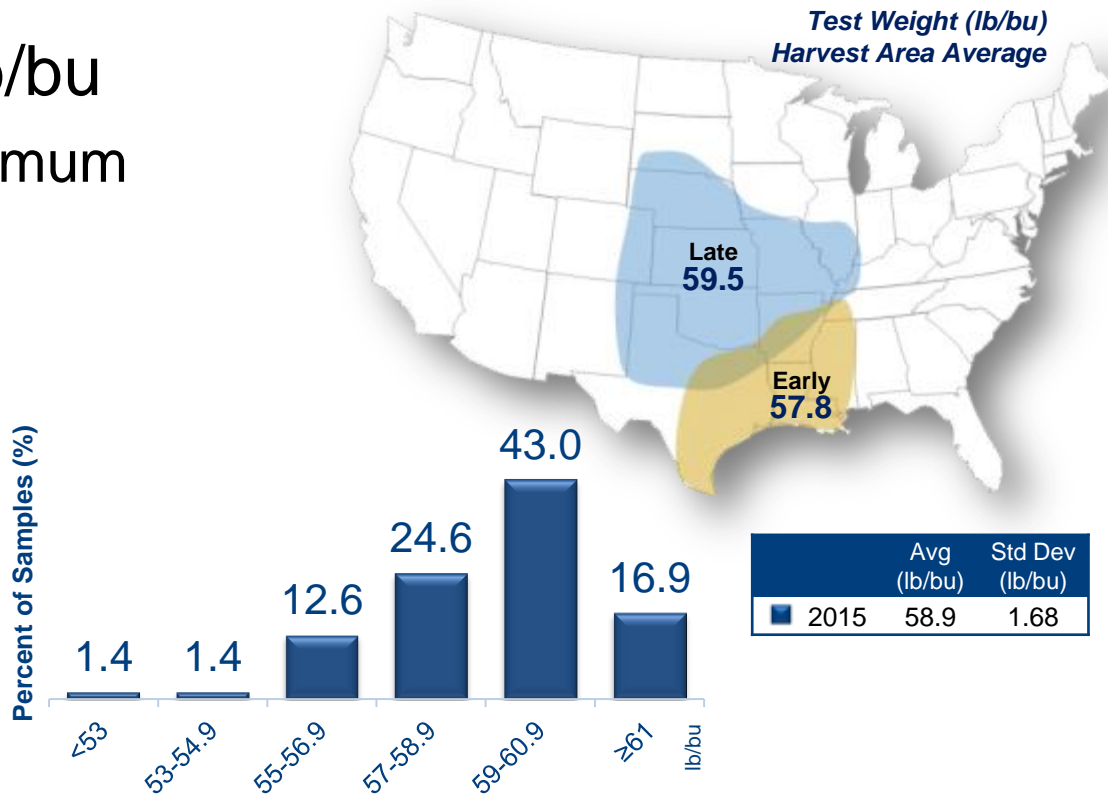 /bu
mum
Test Weight (lb/bu)
Harvest Area Average
Late
59.5
Early
57.8
Percent of Samples (%)
1.4
1.4
12.6
24.6
43.0
16.9
<53
53-54.9
55-56.9
57-58.9
59-60.9
≥61
lb/bu
Avg
(lb/bu)
Std Dev
(lb/bu)
2015 58.9 1.68